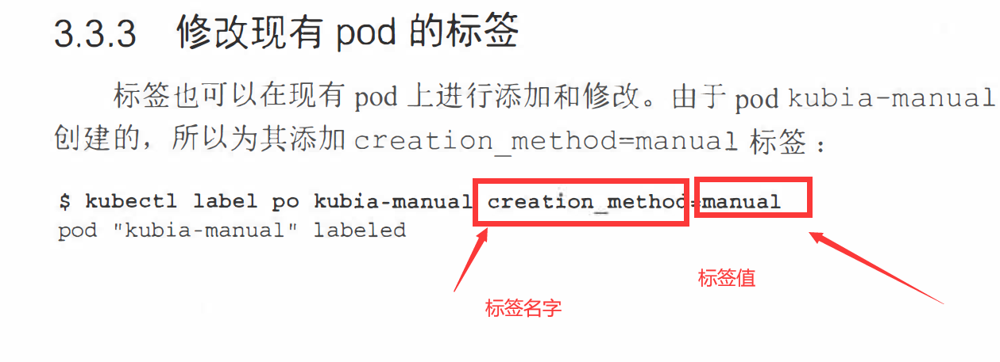 3.3.3 修改现有 pod 的标签
标签也可以在现有 pod 上进行添加和修改。由于 pod kubia-manual
创建的，所以为其添加 creation_method=manual 标签：
$ kubectl label po kubia-manual creation_method=manual
pod "kubia-manual" labeled
标签值
标签名字